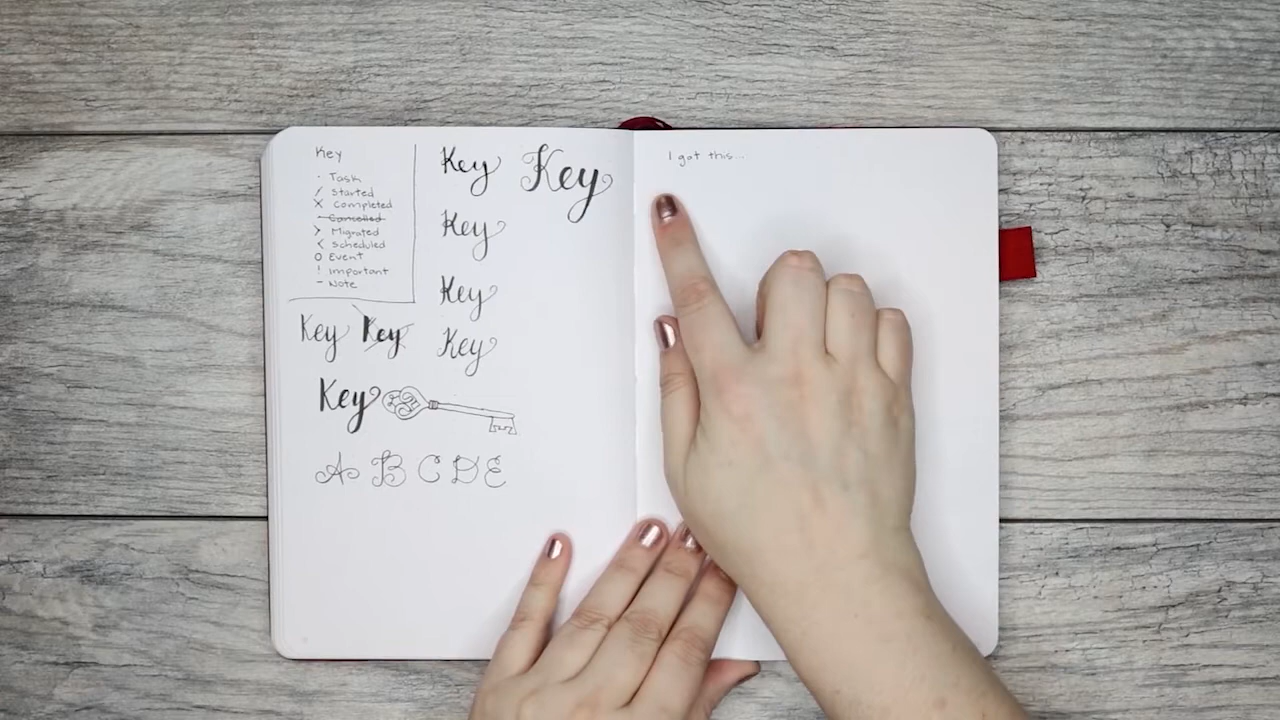 Key
· Task
/ Started
X Completed
· Cancelled
> Migrated
< Scheduled
O Event
! Important
- Note
Key Key
Key
Key
Key
Key Key
Key
Key
A B C D E
I got this...